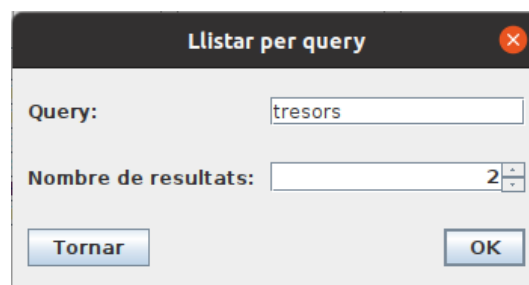 Llistar per query
Query: tresors
Nombre de resultats: 2
Tornar OK